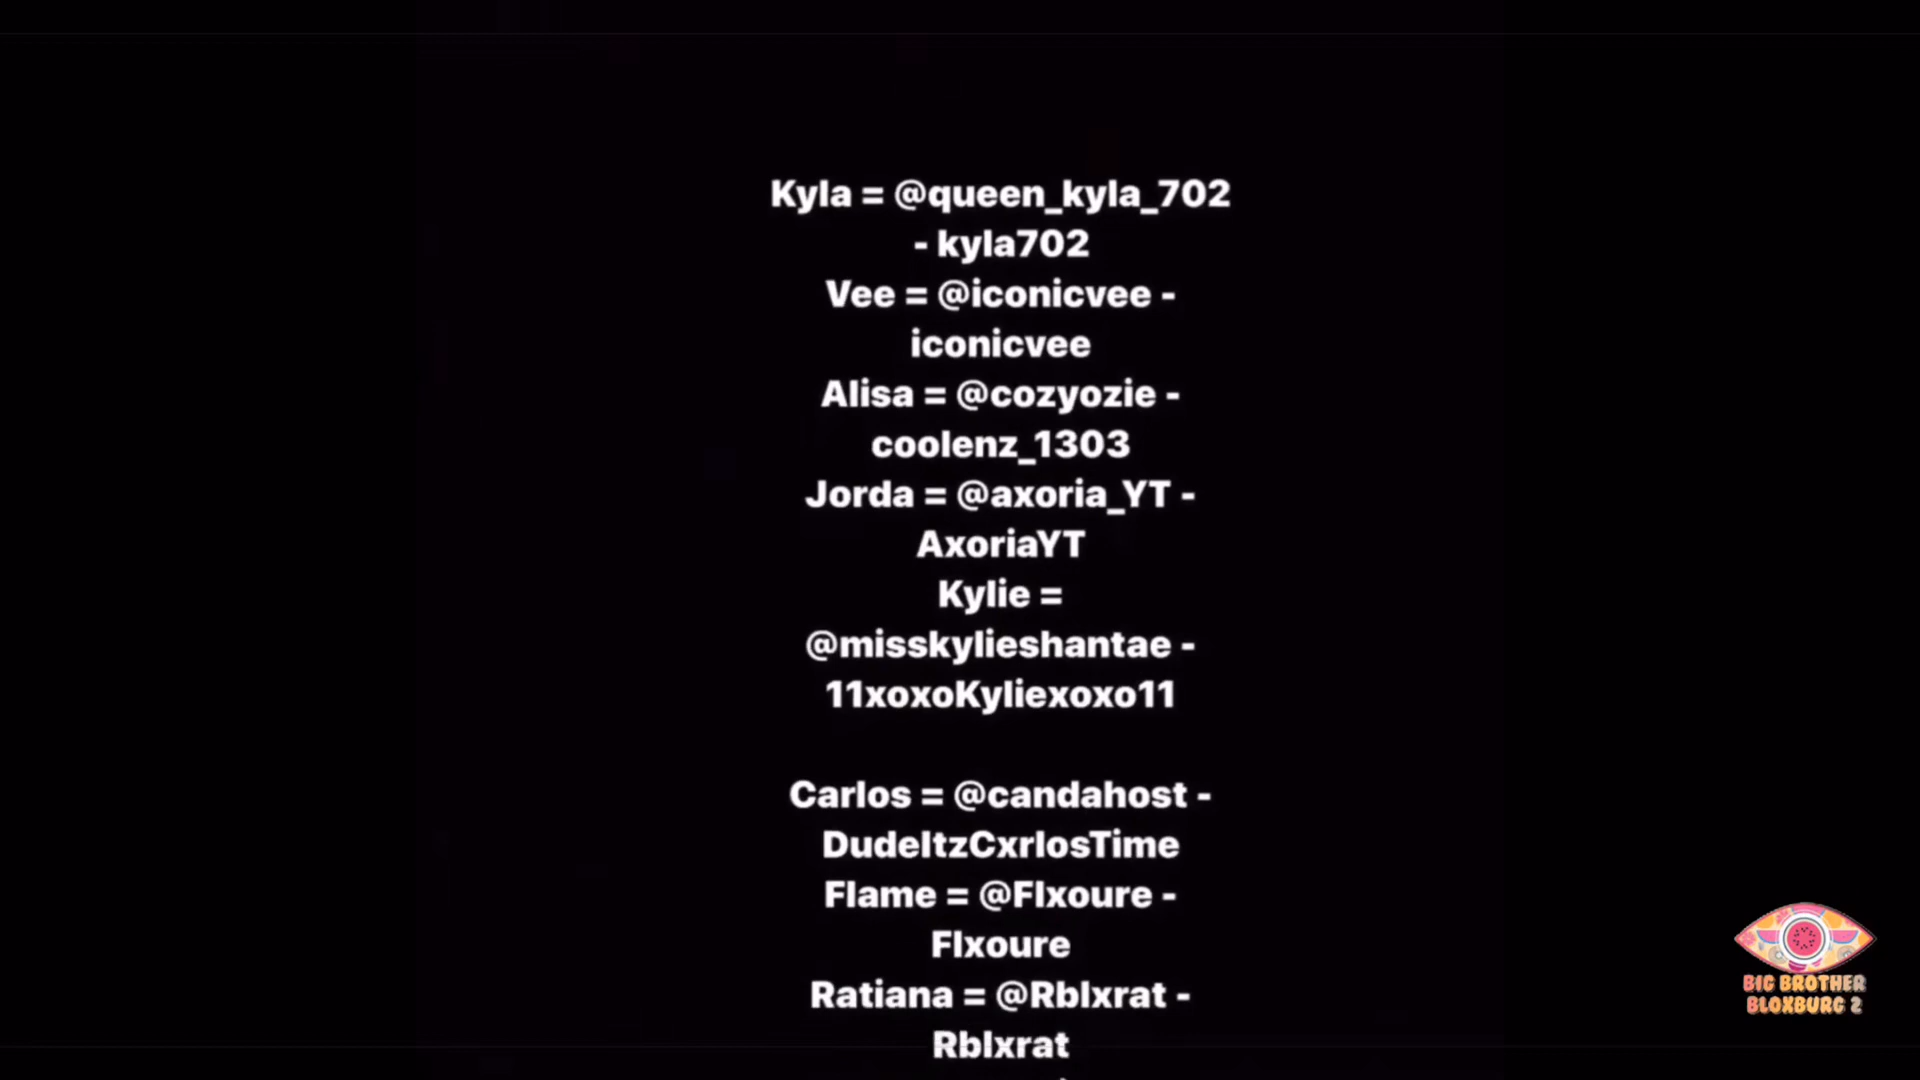 Kyla = @queen_kyla_702
- kyla702
Vee = @iconicvee -
iconicvee
Alisa = @cozyozie -
coolenz_1303
Jorda = @axoria_YT -
AxoriaYT
Kylie =
@misskylieshantae -
11xoxoKyliexoxo11
Carlos = @candahost -
DudeItzCxrlosTime
Flame = @Flxoure -
Flxoure
Ratiana = @Rblxrat -
Rblxrat
BIG BROTHER
BLOXBURG 2